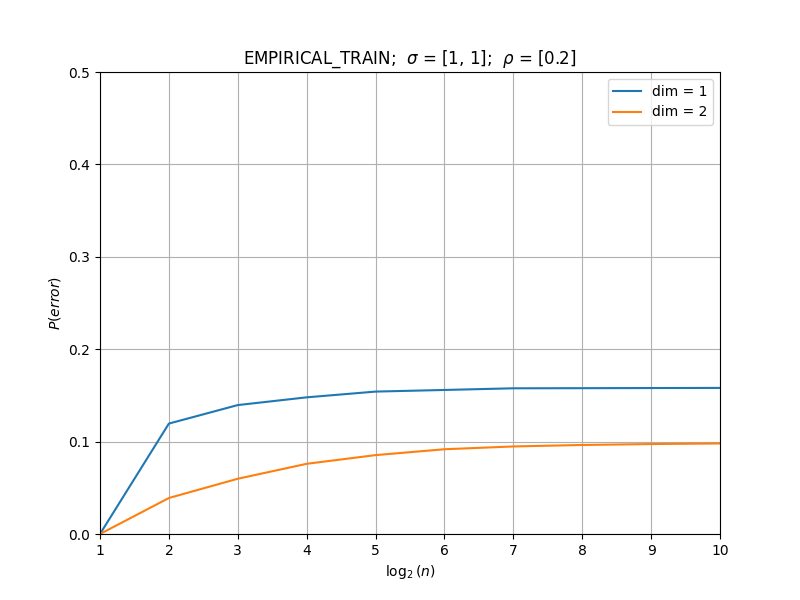 EMPIRICAL_TRAIN; σ = [1, 1]; ρ = [0.2]
0.5
0.4
0.3
0.2
0.1
0.0
P(error)
dim = 1
dim = 2
1 2 3 4 5 6 7 8 9 10
log₂(n)